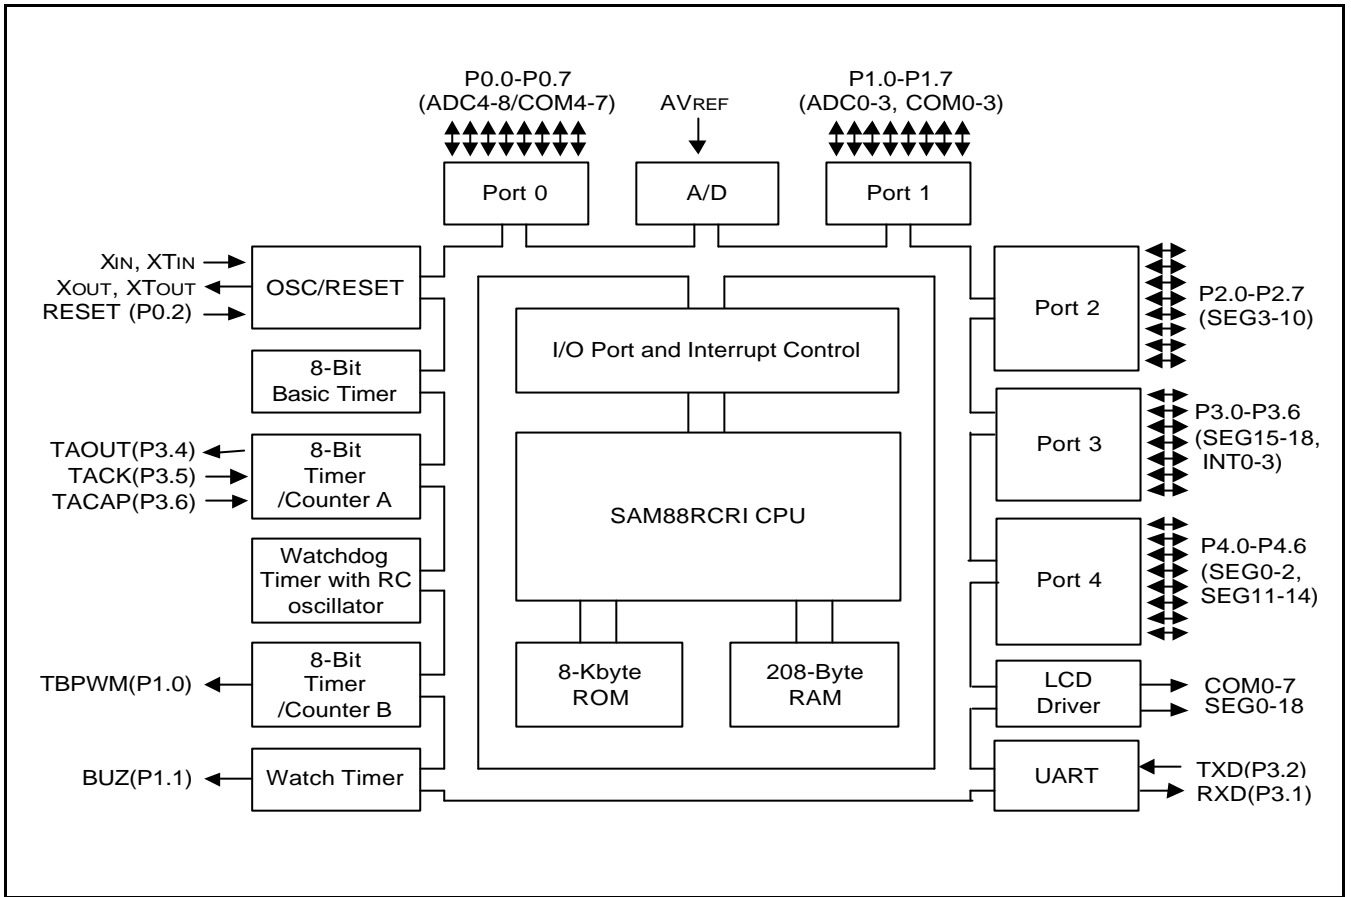 P0.0-P0.7
(ADC4-8/COM4-7)
AVREF
P1.0-P1.7
(ADC0-3, COM0-3)
Port 0
A/D
Port 1
XIN, XTIN
XOUT, XTOUT
RESET (P0.2)
OSC/RESET
Port 2
P2.0-P2.7
(SEG3-10)
I/O Port and Interrupt Control
8-Bit
Basic Timer
TAOUT(P3.4)
TACK(P3.5)
TACAP(P3.6)
8-Bit
Timer
/Counter A
Port 3
P3.0-P3.6
(SEG15-18,
INT0-3)
SAM88RCRI CPU
Watchdog
Timer with RC
oscillator
Port 4
P4.0-P4.6
(SEG0-2,
SEG11-14)
8-Kbyte
ROM
208-Byte
RAM
TBPWM(P1.0)
8-Bit
Timer
/Counter B
LCD
Driver
COM0-7
SEG0-18
BUZ(P1.1)
Watch Timer
UART
TXD(P3.2)
RXD(P3.1)